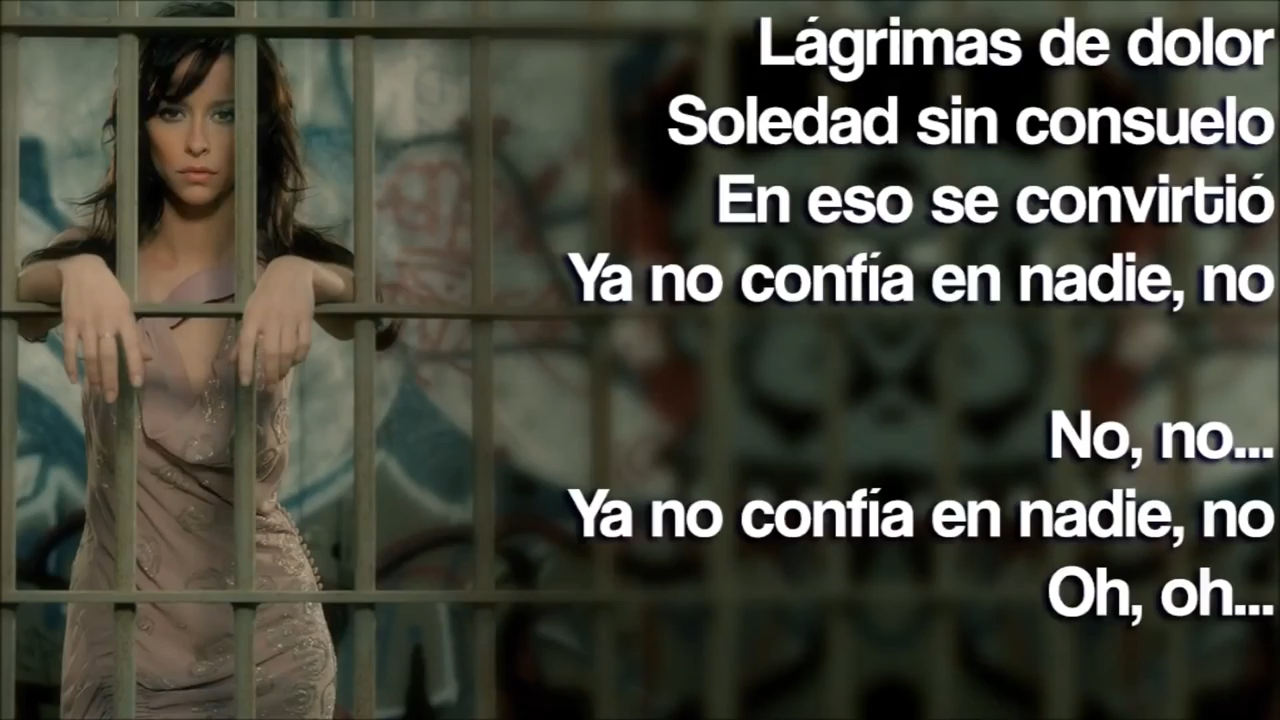 Lágrimas de dolor
Soledad sin consuelo
En eso se convirtió
Ya no confía en nadie, no
No, no...
Ya no confía en nadie, no
Oh, oh...